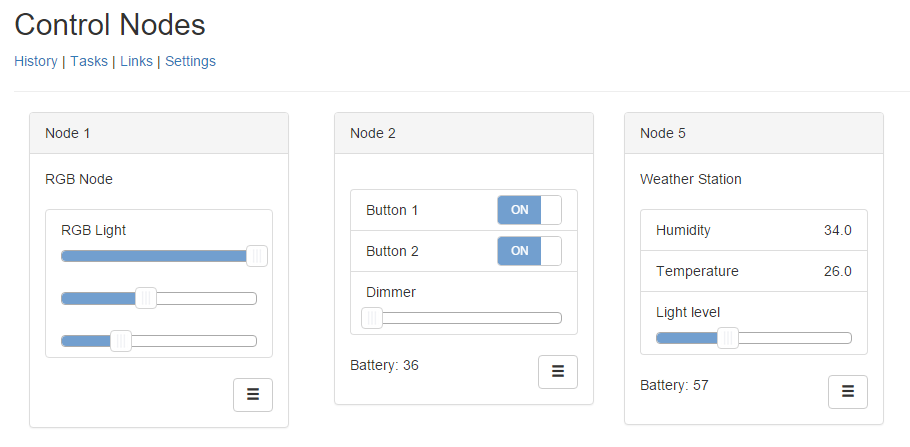 Control Nodes
History | Tasks | Links | Settings
Node 1
RGB Node
RGB Light
Node 2
Button 1 ON
Button 2 ON
Dimmer
Battery: 36
Node 5
Weather Station
Humidity 34.0
Temperature 26.0
Light level
Battery: 57